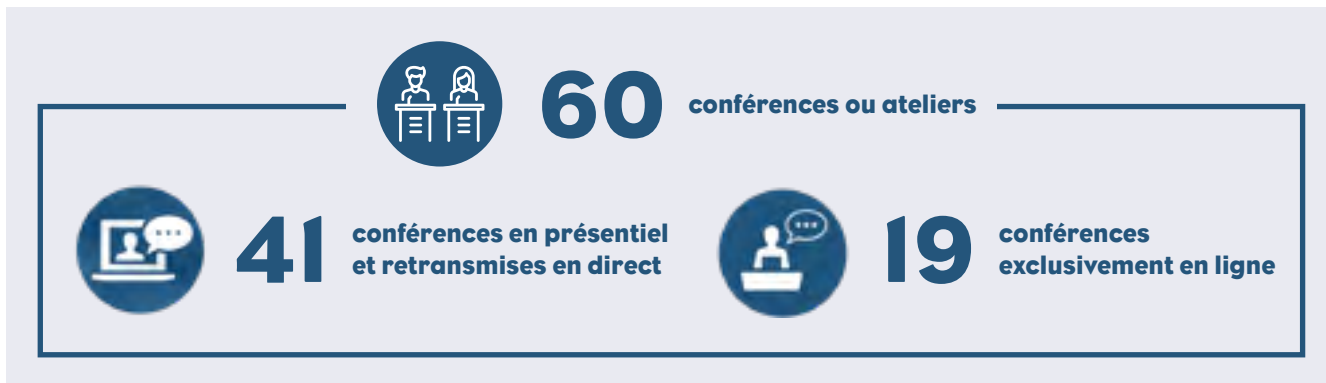 60 conférences ou ateliers
41 conférences en présentiel
et retransmises en direct
19 conférences
exclusivement en ligne